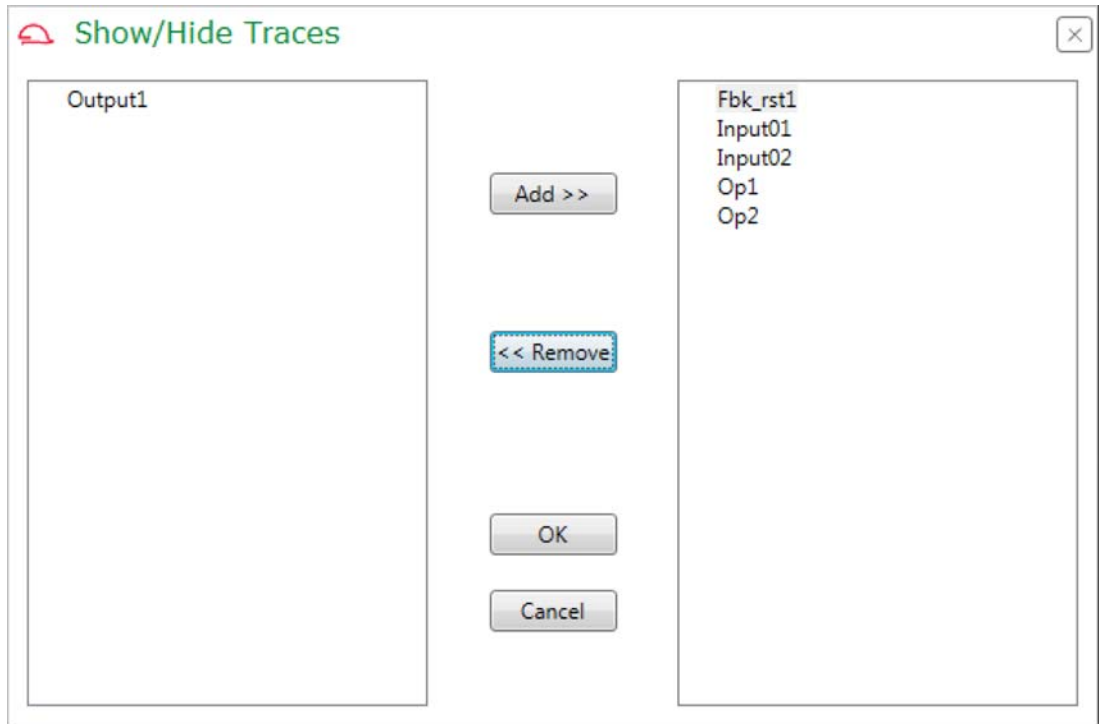 Show/Hide Traces
Output1
Add >>
<< Remove
OK
Cancel
Fbk_rst1
Input01
Input02
Op1
Op2